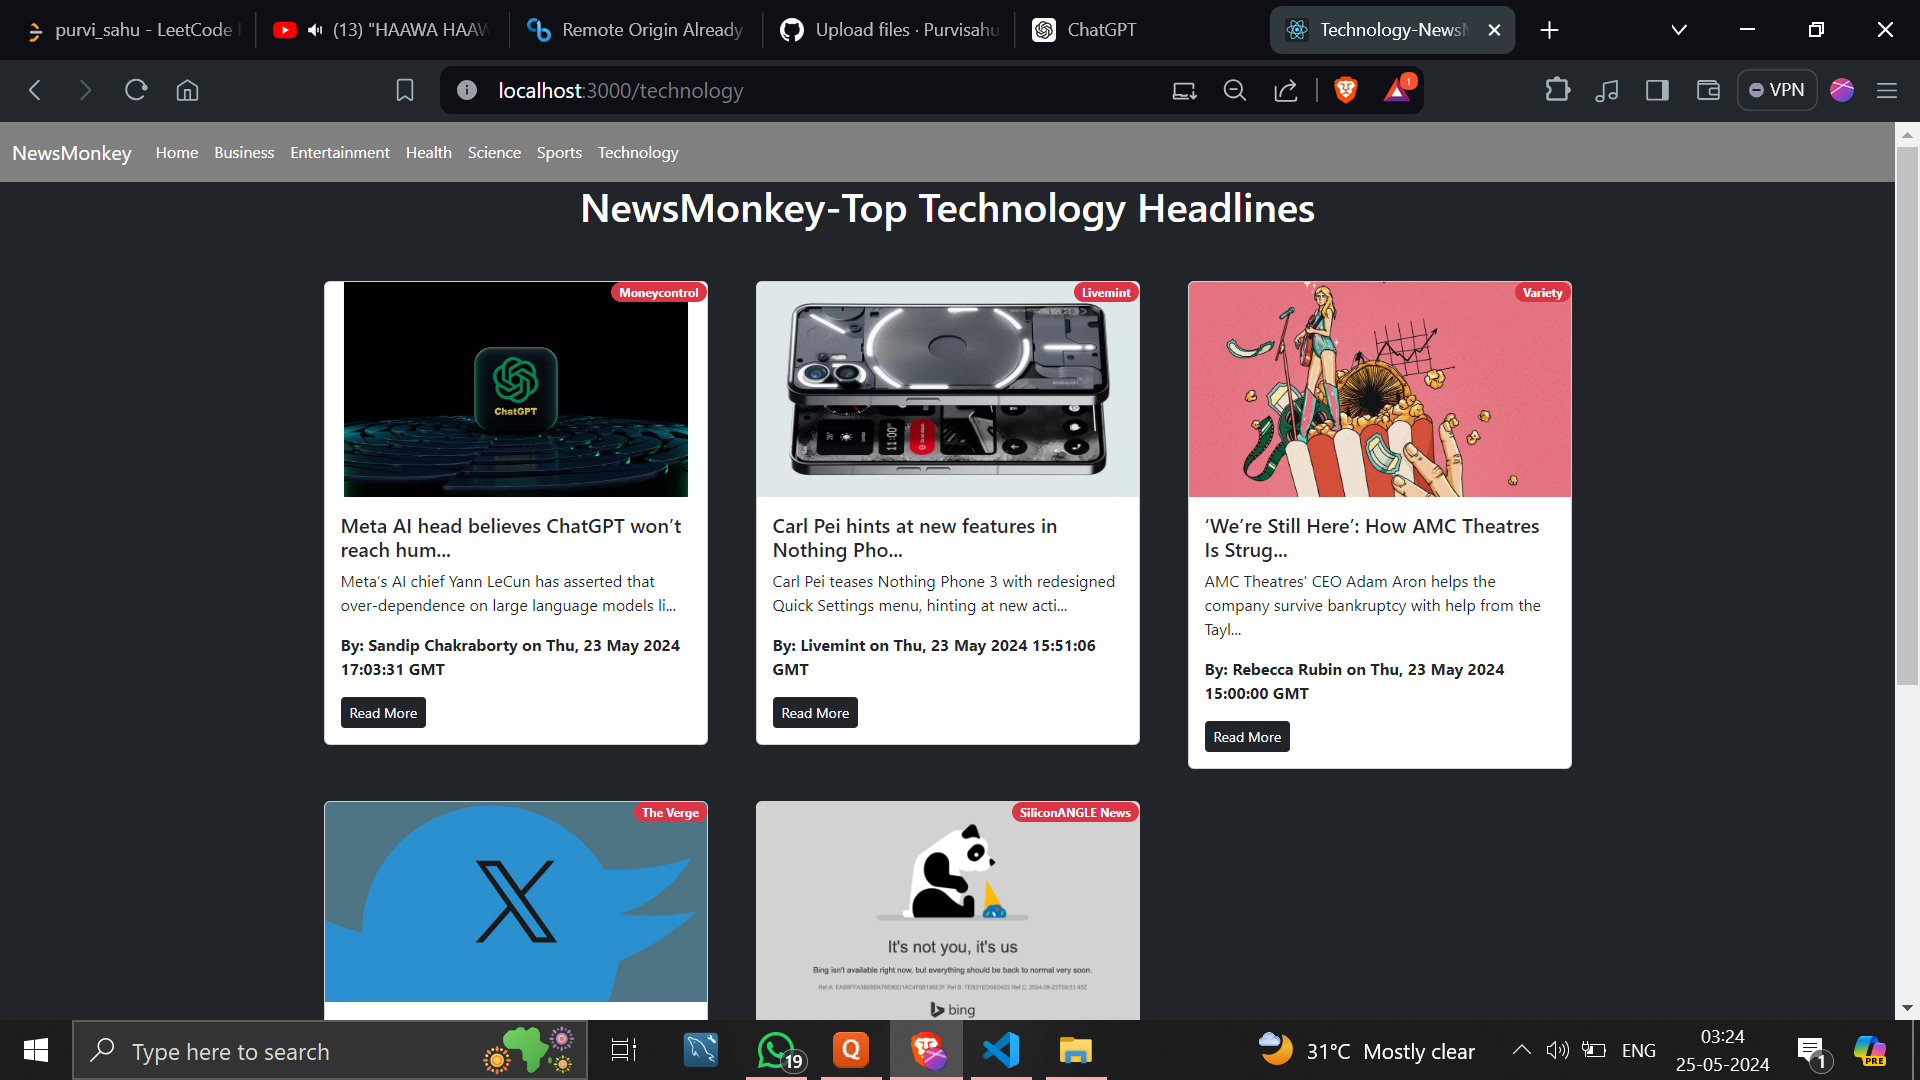 purvi_sahu - LeetCode
(13) "HAAWA HAAW
Remote Origin Already
Upload files · Purvisahu
ChatGPT
Technology-News
localhost:3000/technology
1
VPN
NewsMonkey
Home
Business
Entertainment
Health
Science
Sports
Technology
NewsMonkey-Top Technology Headlines
Moneycontrol
ChatGPT
Meta AI head believes ChatGPT won’t
reach hum...
Meta’s AI chief Yann LeCun has asserted that
over-dependence on large language models li...
By: Sandip Chakraborty on Thu, 23 May 2024
17:03:31 GMT
Read More
Livemint
11:00
Carl Pei hints at new features in
Nothing Pho...
Carl Pei teases Nothing Phone 3 with redesigned
Quick Settings menu, hinting at new acti...
By: Livemint on Thu, 23 May 2024 15:51:06
GMT
Read More
Variety
‘We’re Still Here’: How AMC Theatres
Is Strug...
AMC Theatres' CEO Adam Aron helps the
company survive bankruptcy with help from the
Tayl...
By: Rebecca Rubin on Thu, 23 May 2024
15:00:00 GMT
Read More
The Verge
X
SiliconANGLE News
It's not you, it's us
Bing isn't available right now, but everything should be back to normal very soon.
bing
Type here to search
19
Q
31°C Mostly clear
ENG
03:24
25-05-2024
1
PRE